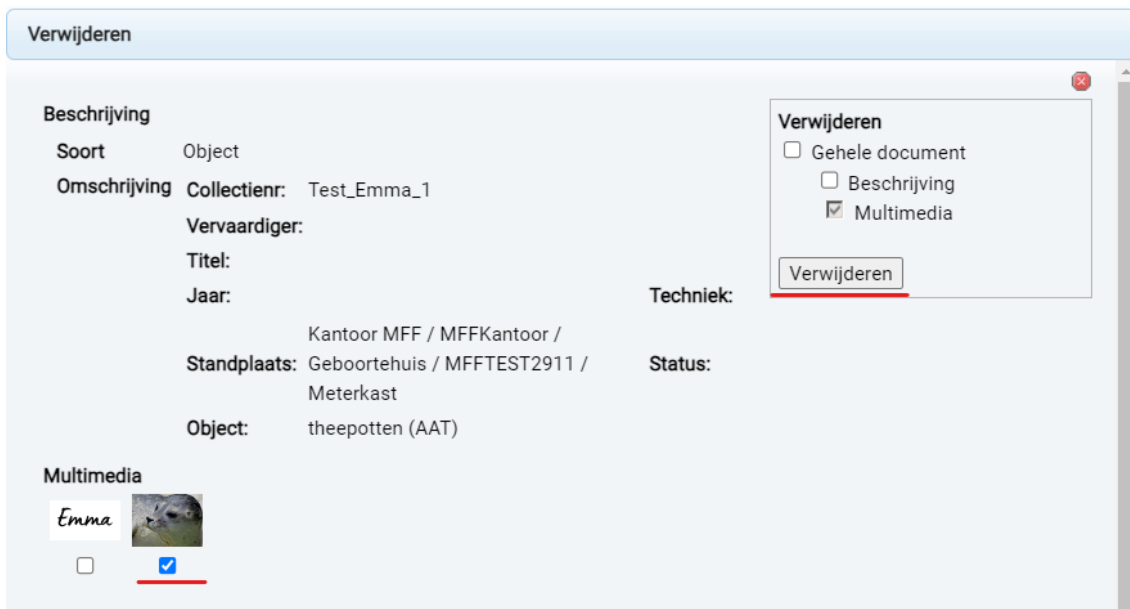 Verwijderen
Beschrijving
Soort Object
Omschrijving Collectienr: Test_Emma_1
Vervaardiger:
Titel:
Jaar: Techniek:
Standplaats: Kantoor MFF / MFFKantoor /
Geboortehuis / MFFTEST2911 /
Meterkast
Status:
Object: theepotten (AAT)
Verwijderen
Gehele document
Beschrijving
Multimedia
Verwijderen
Multimedia
Emma